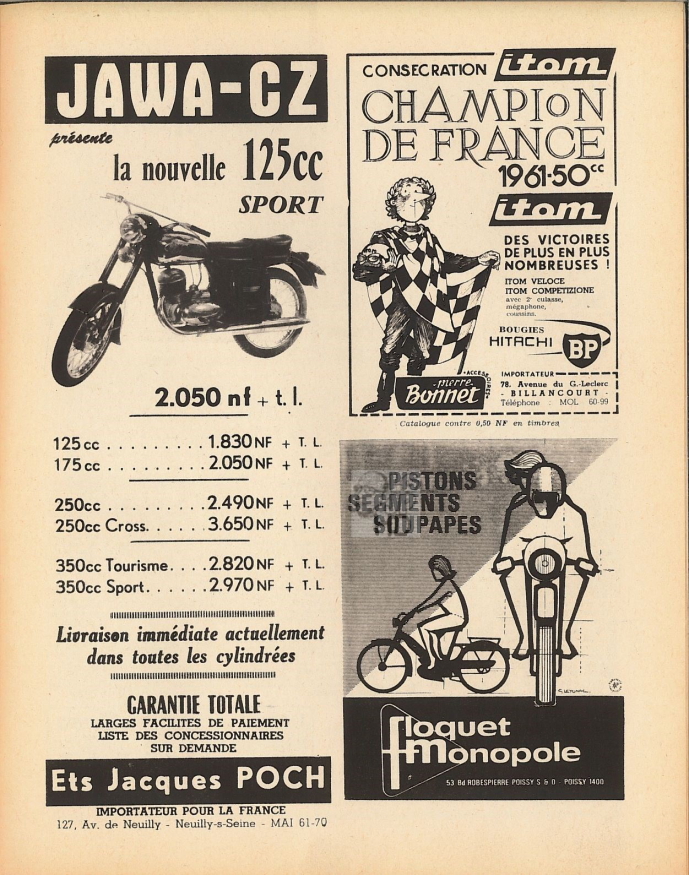 JAWA-CZ
présente
la nouvelle 125cc
SPORT
2.050 nf + t. l.
125 cc . . . . . . . . . . 1.830 NF + T. L.
175 cc . . . . . . . . . . 2.050 NF + T. L.
250cc . . . . . . . . . 2.490 NF + T. L.
250cc Cross. . . . . . 3.650 NF + T. L.
350cc Tourisme. . . . 2.820 NF + T. L.
350cc Sport. . . . . . 2.970 NF + T. L.
Livraison immédiate actuellement
dans toutes les cylindrées
GARANTIE TOTALE
LARGES FACILITES DE PAIEMENT
LISTE DES CONCESSIONNAIRES
SUR DEMANDE
Ets Jacques POCH
IMPORTATEUR POUR LA FRANCE
127, Av. de Neuilly - Neuilly-s-Seine - MAI 61-70
CONSECRATION itom
CHAMPION
DE FRANCE
1961-50cc
itom
DES VICTOIRES
DE PLUS EN PLUS
NOMBREUSES !
ITOM VELOCE
ITOM COMPETIZIONE
avec 2e culasse,
mégaphone,
coussins.
BOUGIES
HITACHI
BP
IMPORTATEUR
pierre
Bonnet
78, Avenue du G.-Leclerc
- BILLANCOURT -
Téléphone : MOL 60-99
Catalogue contre 0,50 NF en timbres
PISTONS
SEGMENTS
SOUPAPES
floquet
monopole
53 Bd ROBESPIERRE POISSY S & O POISSY 1400